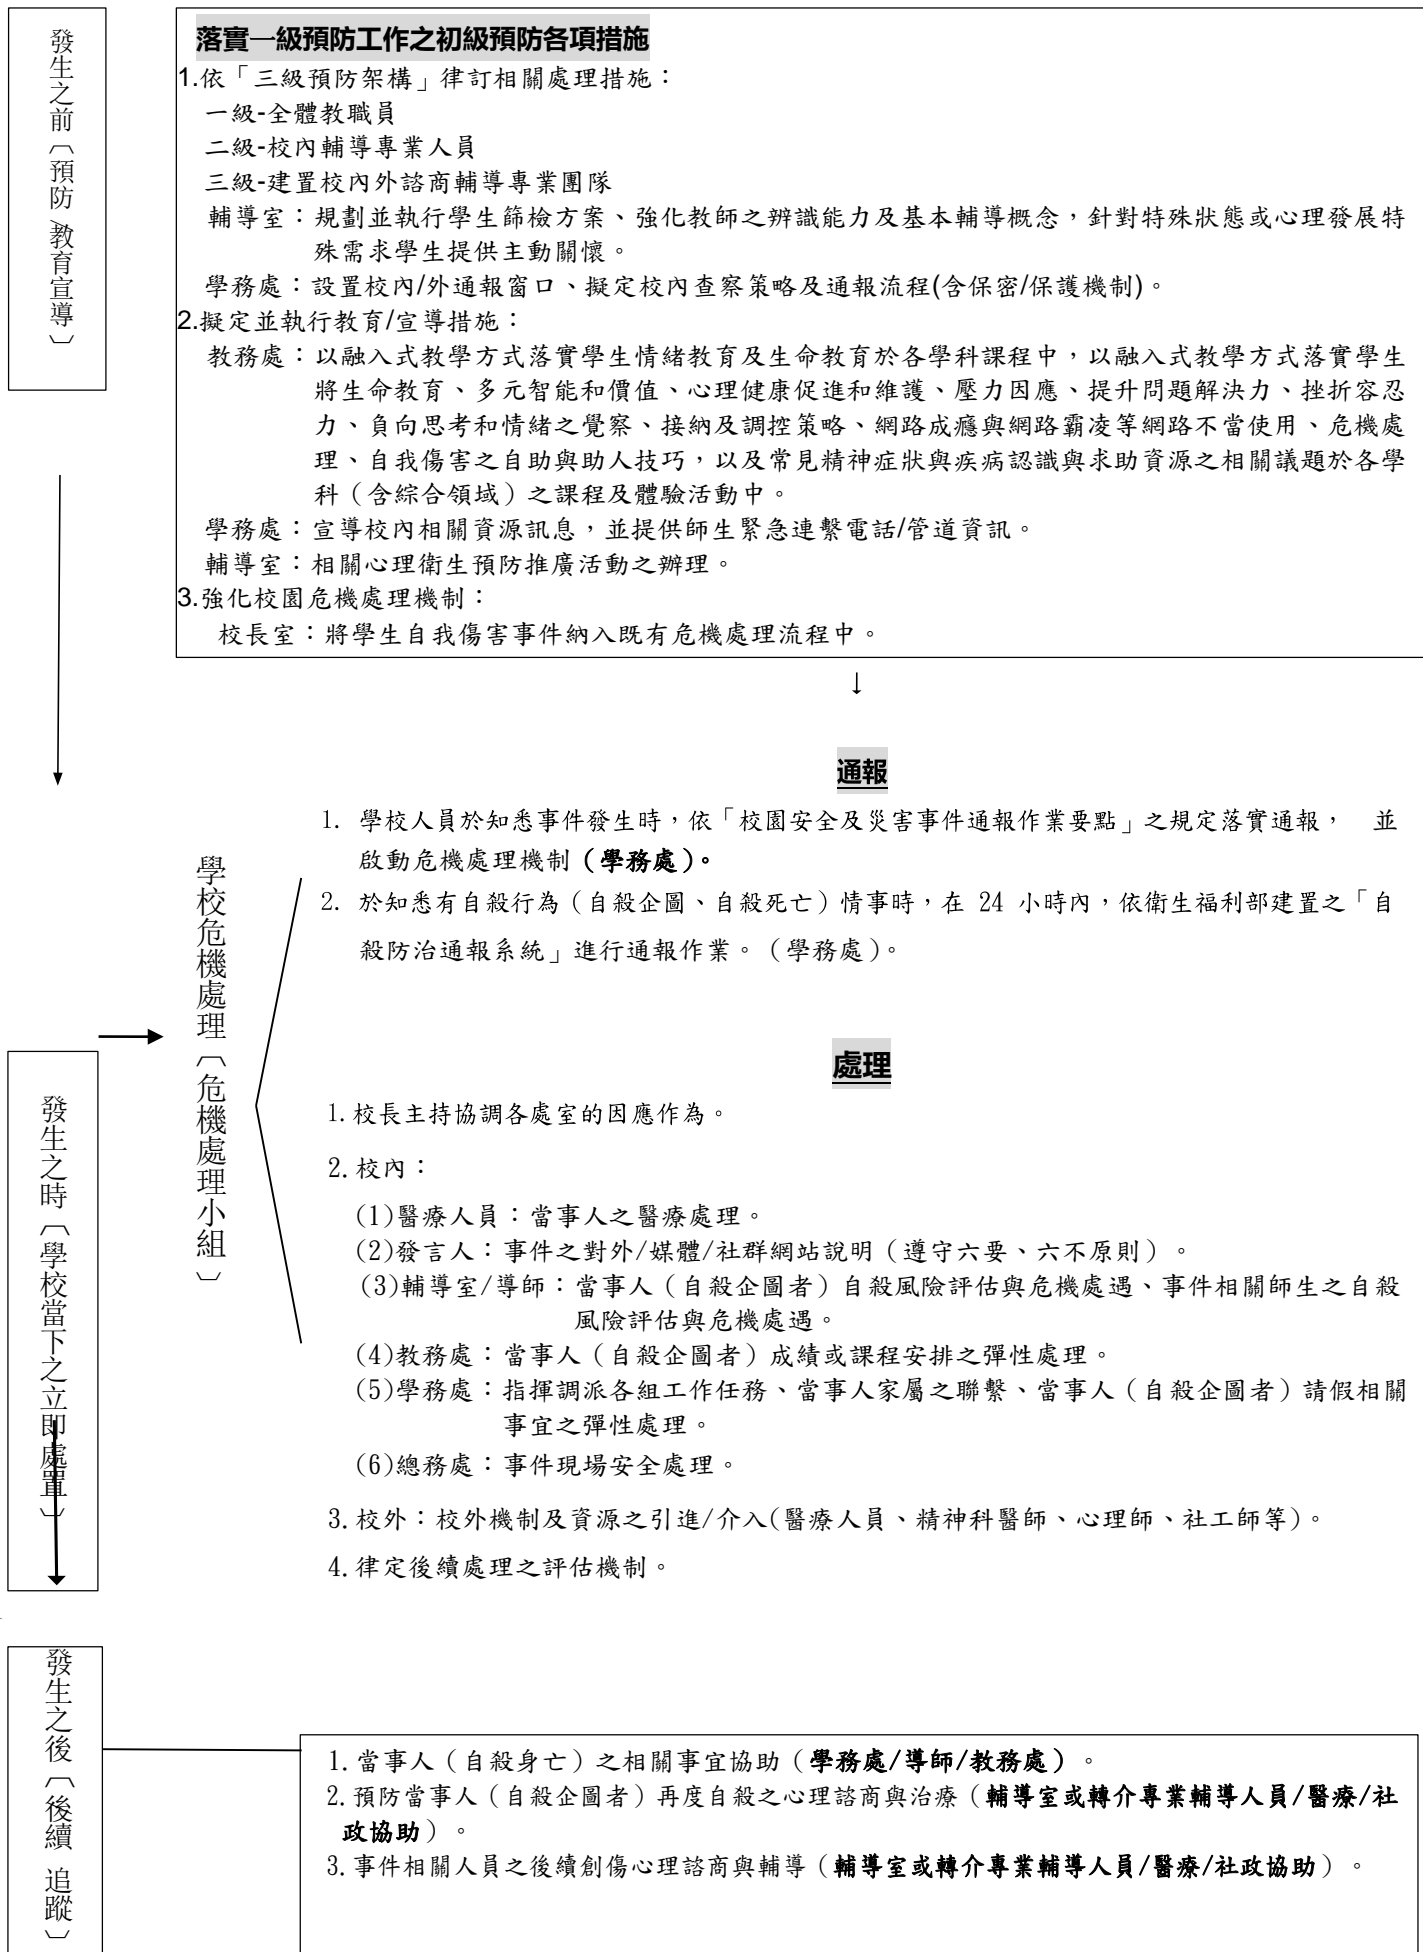 發生之前〔預防/教育宣導〕
落實一級預防工作之初級預防各項措施
1.依「三級預防架構」律訂相關處理措施：
一級-全體教職員
二級-校內輔導專業人員
三級-建置校內外諮商輔導專業團隊
輔導室：規劃並執行學生篩檢方案、強化教師之辨識能力及基本輔導概念，針對特殊狀態或心理發展特
殊需求學生提供主動關懷。
學務處：設置校內/外通報窗口、擬定校內查察策略及通報流程(含保密/保護機制)。
2.擬定並執行教育/宣導措施：
教務處：以融入式教學方式落實學生情緒教育及生命教育於各學科課程中，以融入式教學方式落實學生
將生命教育、多元智能和價值、心理健康促進和維護、壓力因應、提升問題解決力、挫折容忍
力、負向思考和情緒之覺察、接納及調控策略、網路成癮與網路霸凌等網路不當使用、危機處
理、自我傷害之自助與助人技巧，以及常見精神症狀與疾病認識與求助資源之相關議題於各學
科（含綜合領域）之課程及體驗活動中。
學務處：宣導校內相關資源訊息，並提供師生緊急連繫電話/管道資訊。
輔導室：相關心理衛生預防推廣活動之辦理。
3.強化校園危機處理機制：
校長室：將學生自我傷害事件納入既有危機處理流程中。
↓
發生之時〔學校當下之立即處置〕
學校危機處理〔危機處理小組〕
通報
1. 學校人員於知悉事件發生時，依「校園安全及災害事件通報作業要點」之規定落實通報， 並
啟動危機處理機制（學務處）。
2. 於知悉有自殺行為（自殺企圖、自殺死亡）情事時，在 24 小時內，依衛生福利部建置之「自
殺防治通報系統」進行通報作業。（學務處）。
處理
1.校長主持協調各處室的因應作為。
2.校內：
(1)醫療人員：當事人之醫療處理。
(2)發言人：事件之對外/媒體/社群網站說明（遵守六要、六不原則）。
(3)輔導室/導師：當事人（自殺企圖者）自殺風險評估與危機處遇、事件相關師生之自殺
風險評估與危機處遇。
(4)教務處：當事人（自殺企圖者）成績或課程安排之彈性處理。
(5)學務處：指揮調派各組工作任務、當事人家屬之聯繫、當事人（自殺企圖者）請假相關
事宜之彈性處理。
(6)總務處：事件現場安全處理。
3.校外：校外機制及資源之引進/介入(醫療人員、精神科醫師、心理師、社工師等)。
4.律定後續處理之評估機制。
發生之後〔後續 追蹤〕
1.當事人（自殺身亡）之相關事宜協助（學務處/導師/教務處）。
2.預防當事人（自殺企圖者）再度自殺之心理諮商與治療（輔導室或轉介專業輔導人員/醫療/社
政協助）。
3.事件相關人員之後續創傷心理諮商與輔導（輔導室或轉介專業輔導人員/醫療/社政協助）。